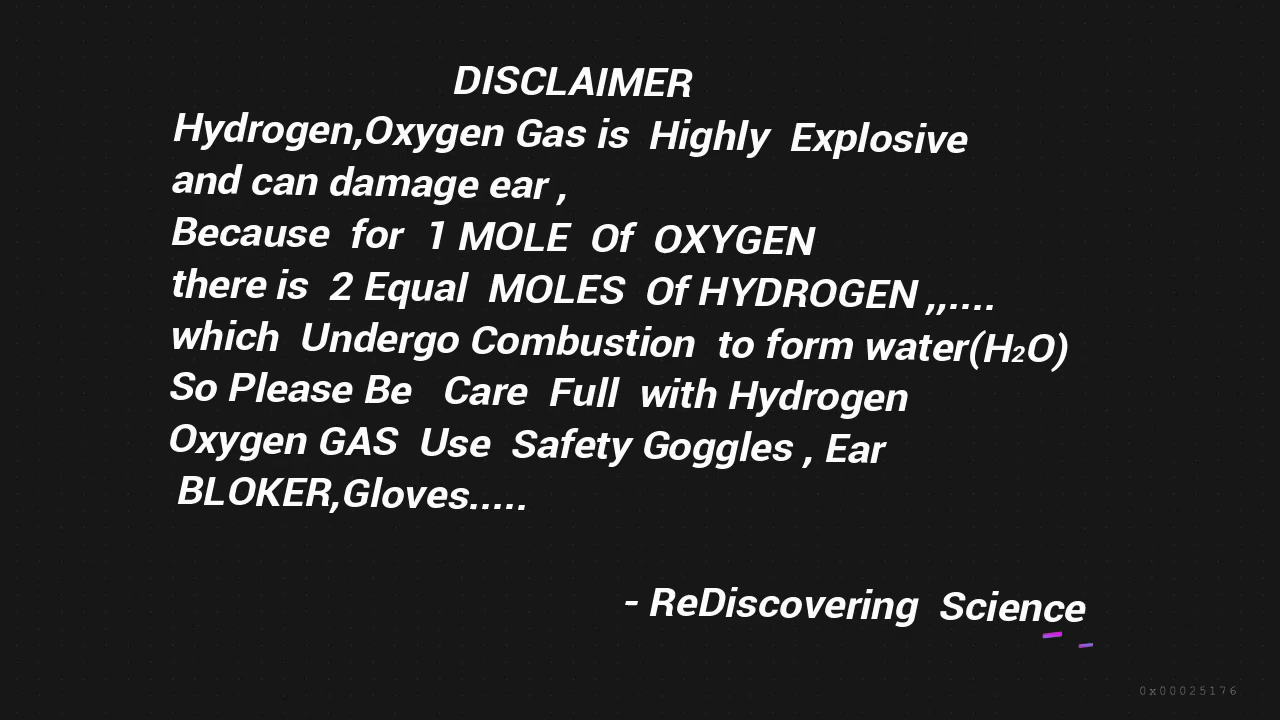 DISCLAIMER
Hydrogen,Oxygen Gas is Highly Explosive
and can damage ear ,
Because for 1 MOLE Of OXYGEN
there is 2 Equal MOLES Of HYDROGEN ,,....
which Undergo Combustion to form water(H₂O)
So Please Be Care Full with Hydrogen
Oxygen GAS Use Safety Goggles , Ear
BLOKER,Gloves.....
- ReDiscovering Science
0x00025176